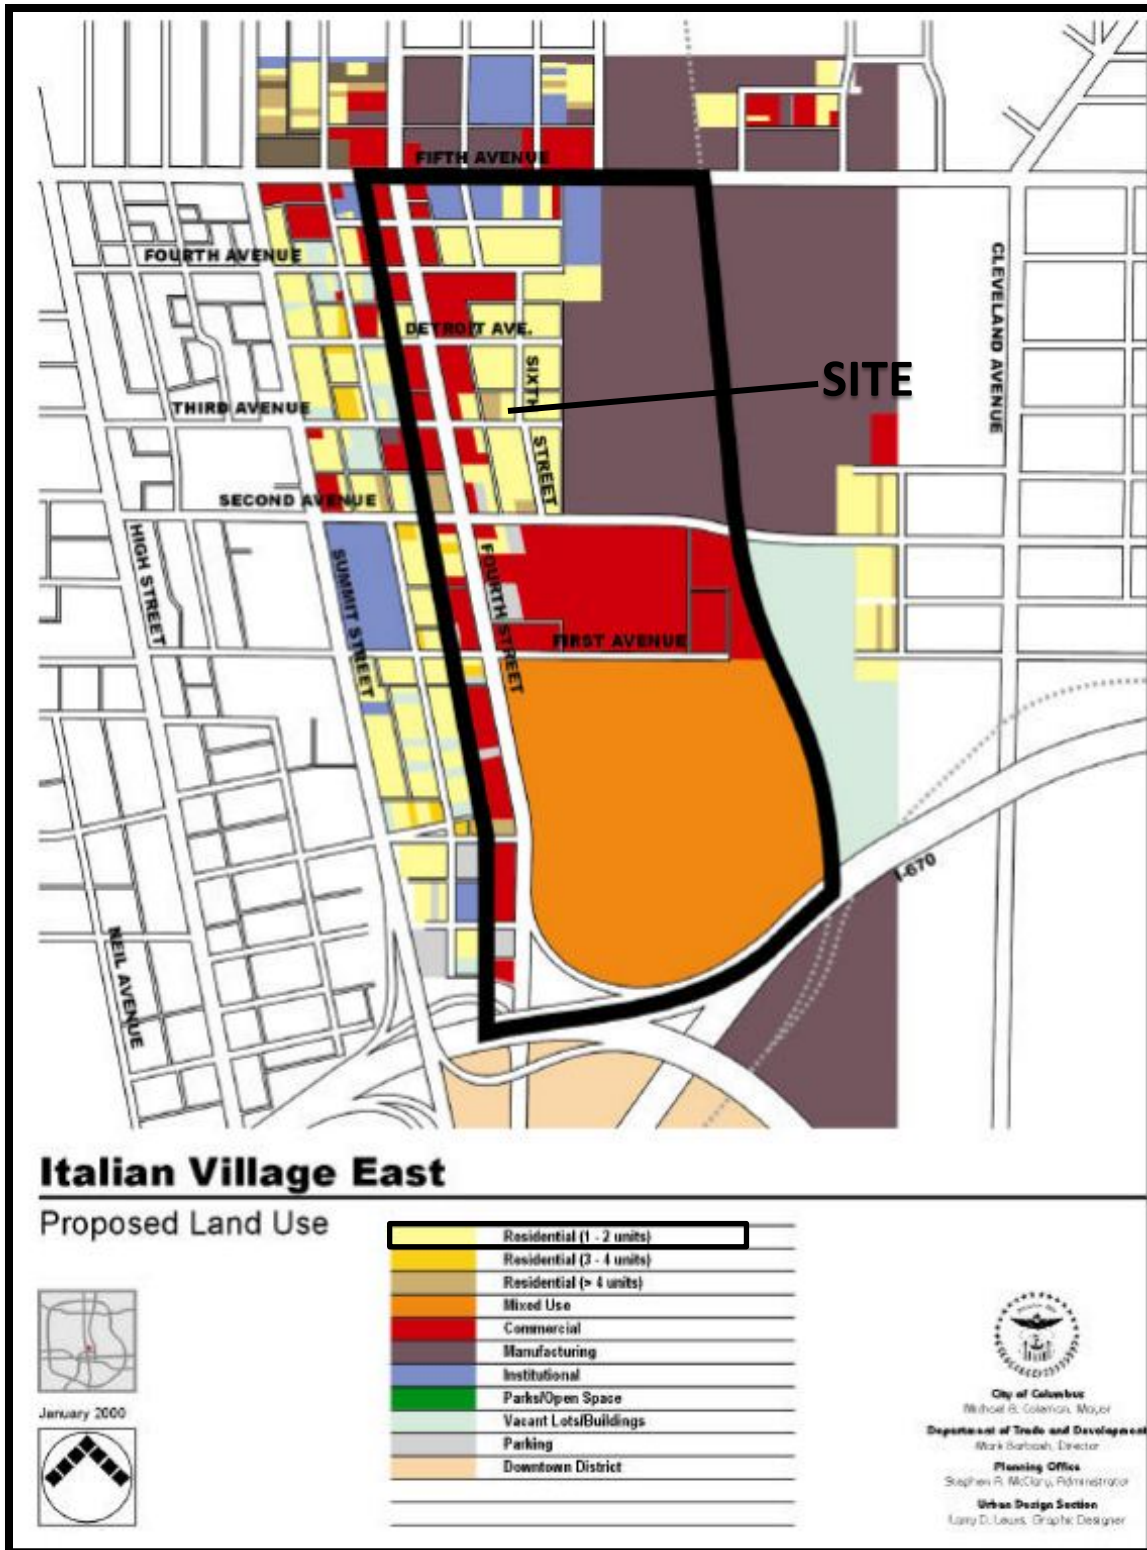 FIFTH AVENUE
FOURTH AVENUE
CLEVELAND AVENUE
DETROIT AVE.
SIXTH
STREET
SITE
THIRD AVENUE
SECOND AVENUE
HIGH STREET
SUMMIT STREET
FOURTH STREET
FIRST AVENUE
I-670
NEIL AVENUE
Italian Village East
Proposed Land Use
Residential (1 - 2 units)
Residential (3 - 4 units)
Residential (> 4 units)
Mixed Use
Commercial
Manufacturing
Institutional
Parks/Open Space
Vacant Lots/Buildings
Parking
Downtown District
January 2000
City of Columbus
Michael B. Coleman, Mayor
Department of Trade and Development
Mark Barbash, Director
Planning Office
Stephen R. McClary, Administrator
Urban Design Section
Larry D. Lewis, Graphic Designer